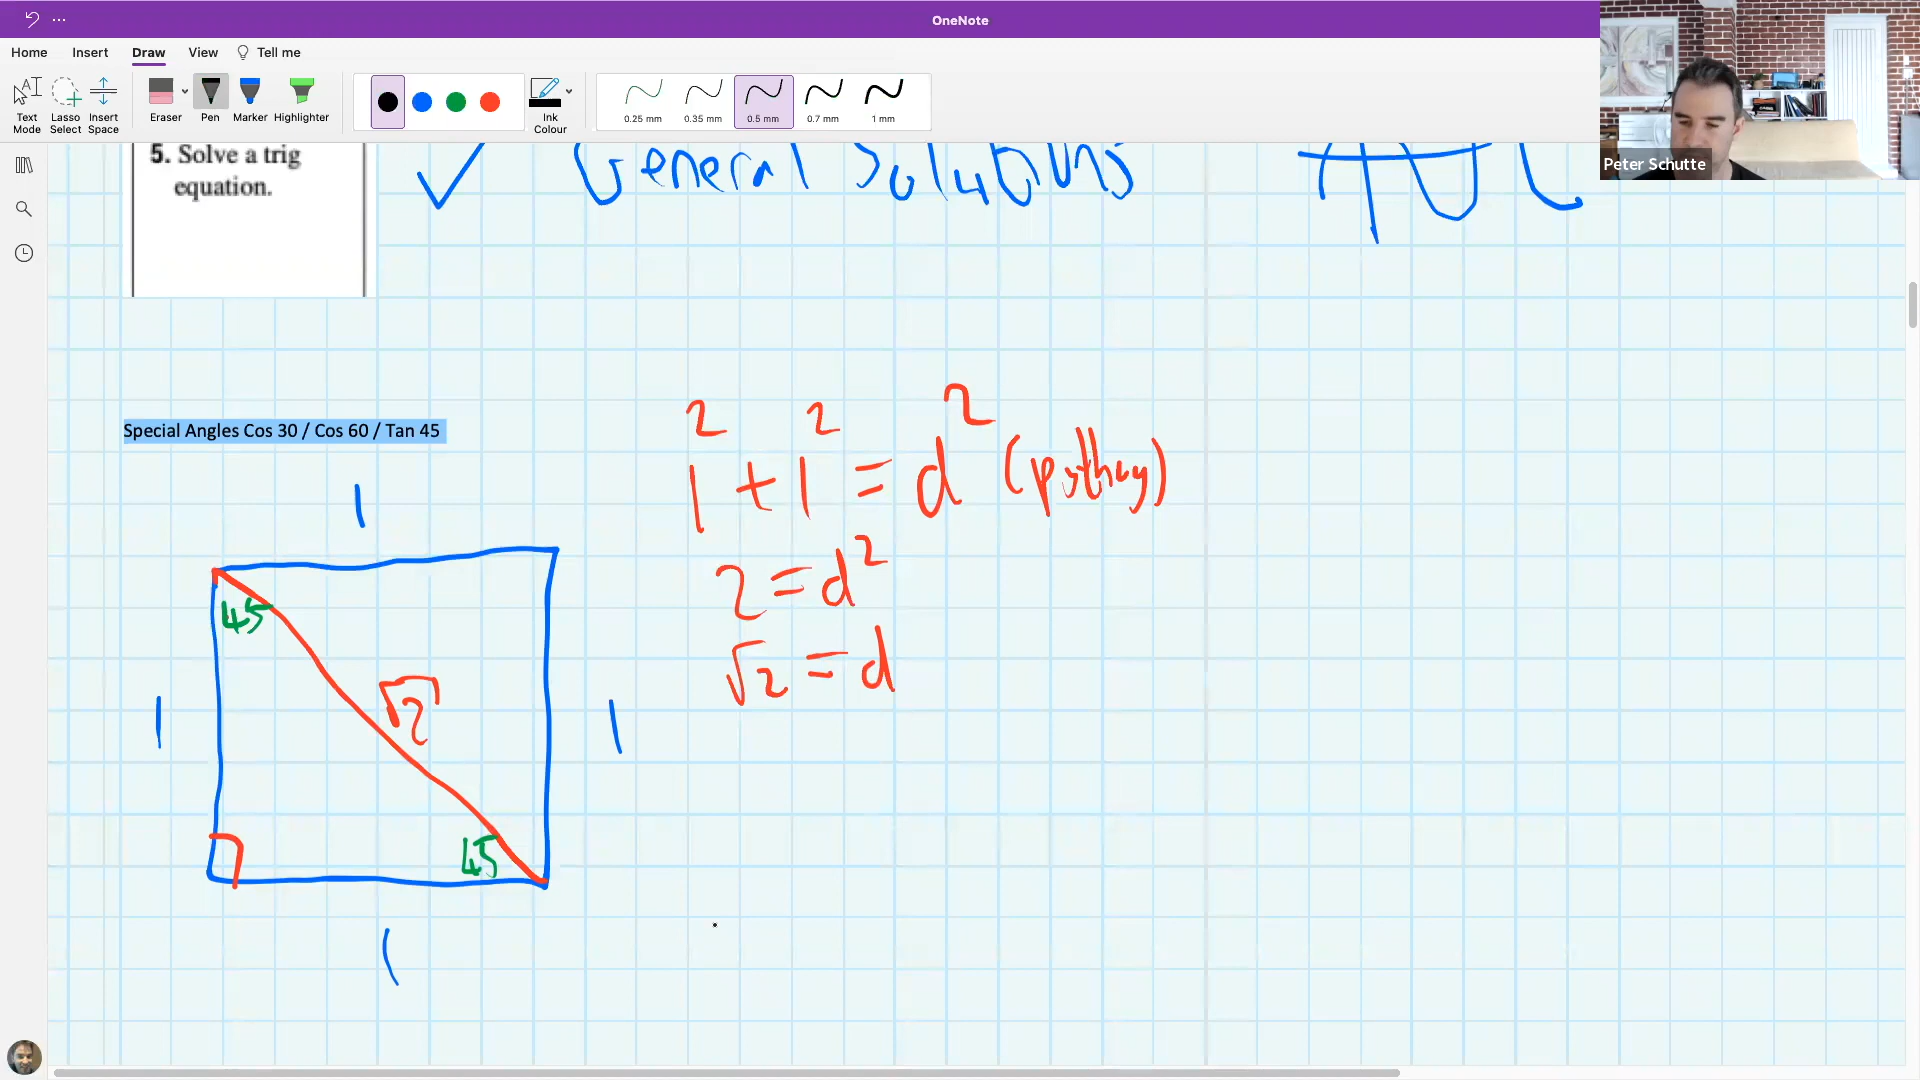 OneNote
Home Insert Draw View Tell me
Text Mode
Lasso Select
Insert Space
Eraser
Pen
Marker
Highlighter
Ink Colour
0.25 mm
0.35 mm
0.5 mm
0.7 mm
1 mm
Peter Schutte
5. Solve a trig
equation.
General Solutions
Special Angles Cos 30 / Cos 60 / Tan 45
1² + 1² = d² (pythag)
2 = d²
√2 = d
1
45
√2
1
1
45
1